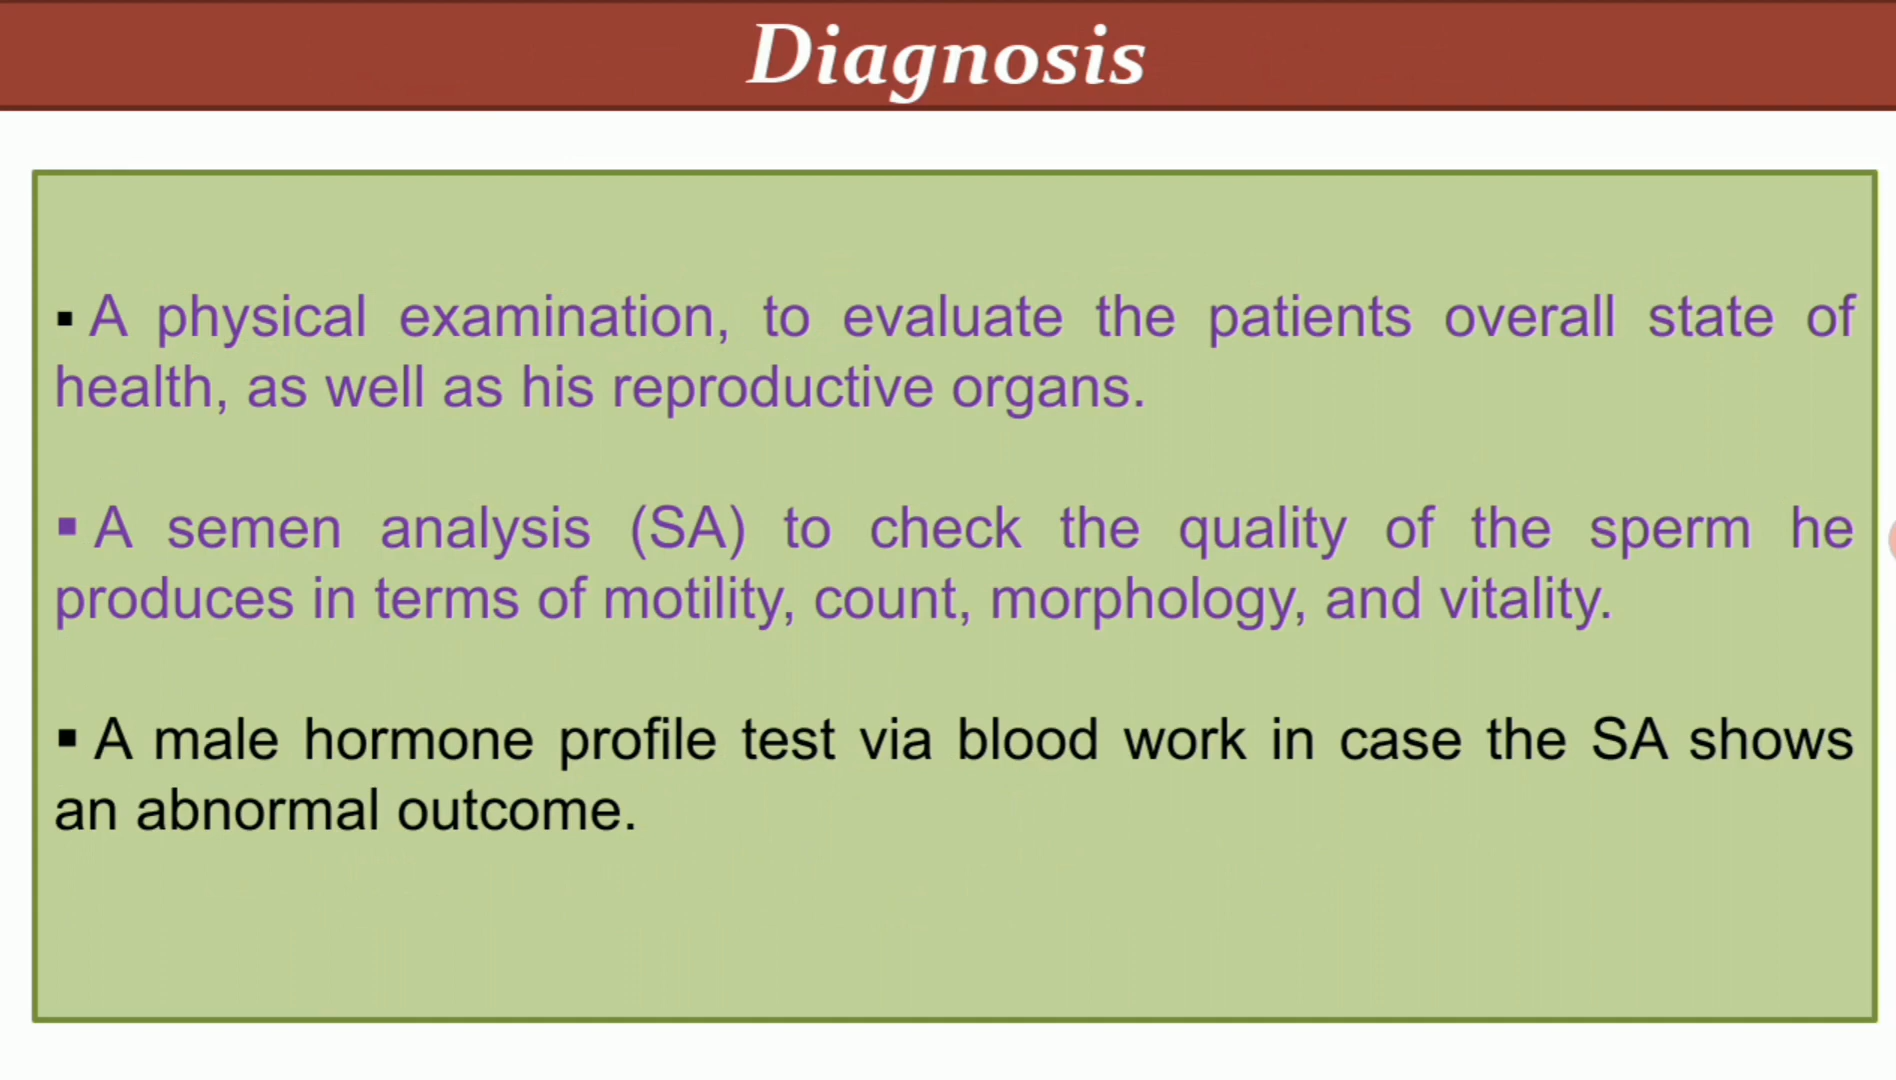 Diagnosis
▪ A physical examination, to evaluate the patients overall state of
health, as well as his reproductive organs.
▪ A semen analysis (SA) to check the quality of the sperm he
produces in terms of motility, count, morphology, and vitality.
▪ A male hormone profile test via blood work in case the SA shows
an abnormal outcome.